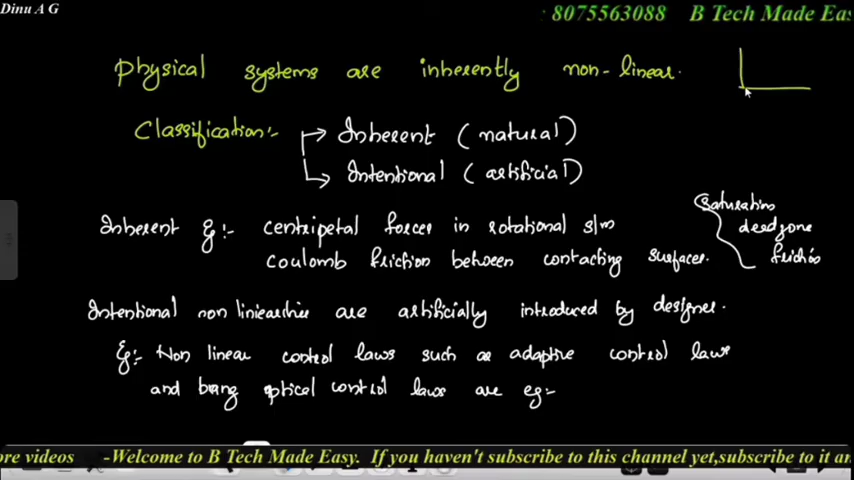 Dinu A G
: 8075563088 B Tech Made Eas
Physical systems are inherently non-linear.
Classification:-
Inherent (natural)
Intentional (artificial)
Inherent Eg:- centripetal forces in rotational s/m
coulomb friction between contacting surfaces.
saturation
deadzone
friction
Intentional non liniearities are artificially introduced by designer.
Eg:- Non linear control laws such as adaptive control laws
and bang optical control laws are eg:-
ore videos -Welcome to B Tech Made Easy. If you haven't subscribe to this channel yet,subscribe to it an